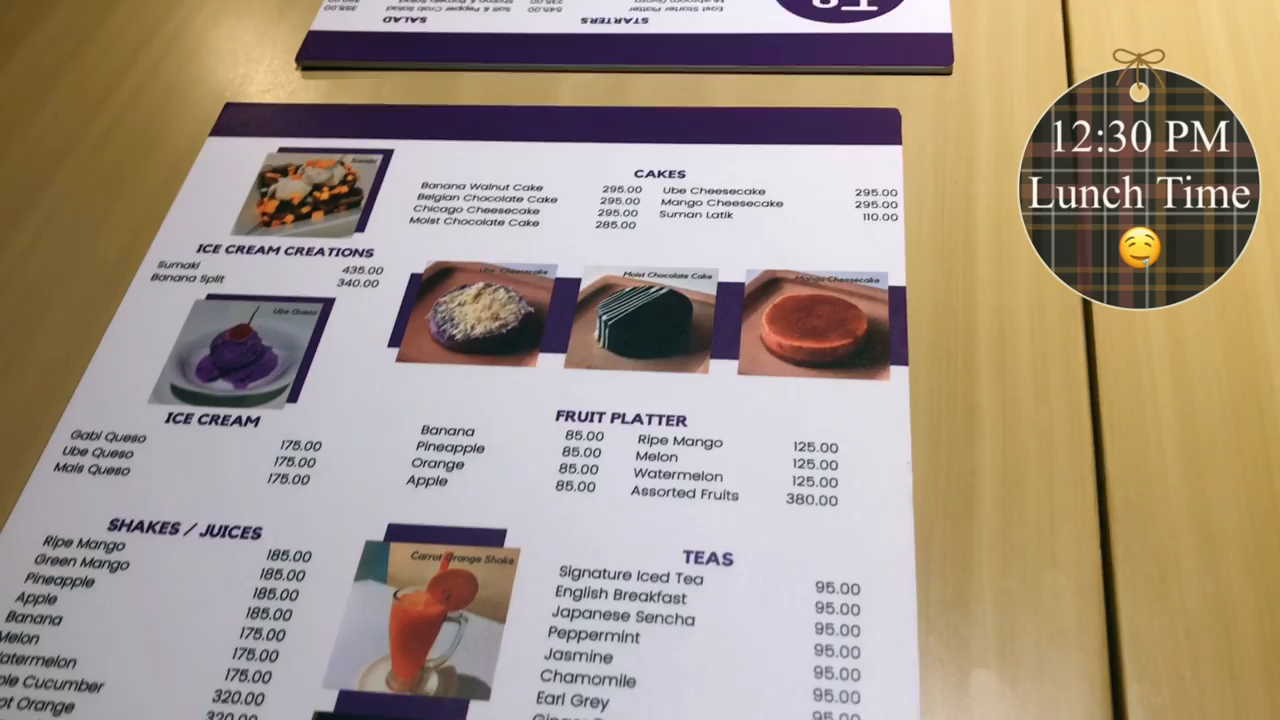 STARTERS
SALAD
545.00
12:30 PM
Lunch Time
🤤
Sumaki
ICE CREAM CREATIONS
Sumaki 435.00
Banana Split 340.00
CAKES
Banana Walnut Cake 295.00
Belgian Chocolate Cake 295.00
Chicago Cheesecake 295.00
Moist Chocolate Cake 285.00
Ube Cheesecake 295.00
Mango Cheesecake 295.00
Suman Latik 110.00
Ube Cheesecake
Moist Chocolate Cake
Mango Cheesecake
Ube Queso
ICE CREAM
Gabi Queso 175.00
Ube Queso 175.00
Mais Queso 175.00
FRUIT PLATTER
Banana 85.00
Pineapple 85.00
Orange 85.00
Apple 85.00
Ripe Mango 125.00
Melon 125.00
Watermelon 125.00
Assorted Fruits 380.00
SHAKES / JUICES
Ripe Mango 185.00
Green Mango 185.00
Pineapple 185.00
Apple 185.00
Banana 175.00
Melon 175.00
atermelon 175.00
ple Cucumber 320.00
ot Orange 320.00
Carrot Orange Shake
TEAS
Signature Iced Tea 95.00
English Breakfast 95.00
Japanese Sencha 95.00
Peppermint 95.00
Jasmine 95.00
Chamomile 95.00
Earl Grey 95.00